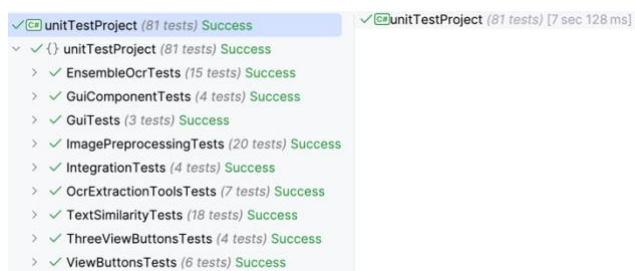 C# unitTestProject (81 tests) Success
{} unitTestProject (81 tests) Success
EnsembleOcrTests (15 tests) Success
GuiComponentTests (4 tests) Success
GuiTests (3 tests) Success
ImagePreprocessingTests (20 tests) Success
IntegrationTests (4 tests) Success
OcrExtractionToolsTests (7 tests) Success
TextSimilarityTests (18 tests) Success
ThreeViewButtonsTests (4 tests) Success
ViewButtonsTests (6 tests) Success
C# unitTestProject (81 tests) [7 sec 128 ms]